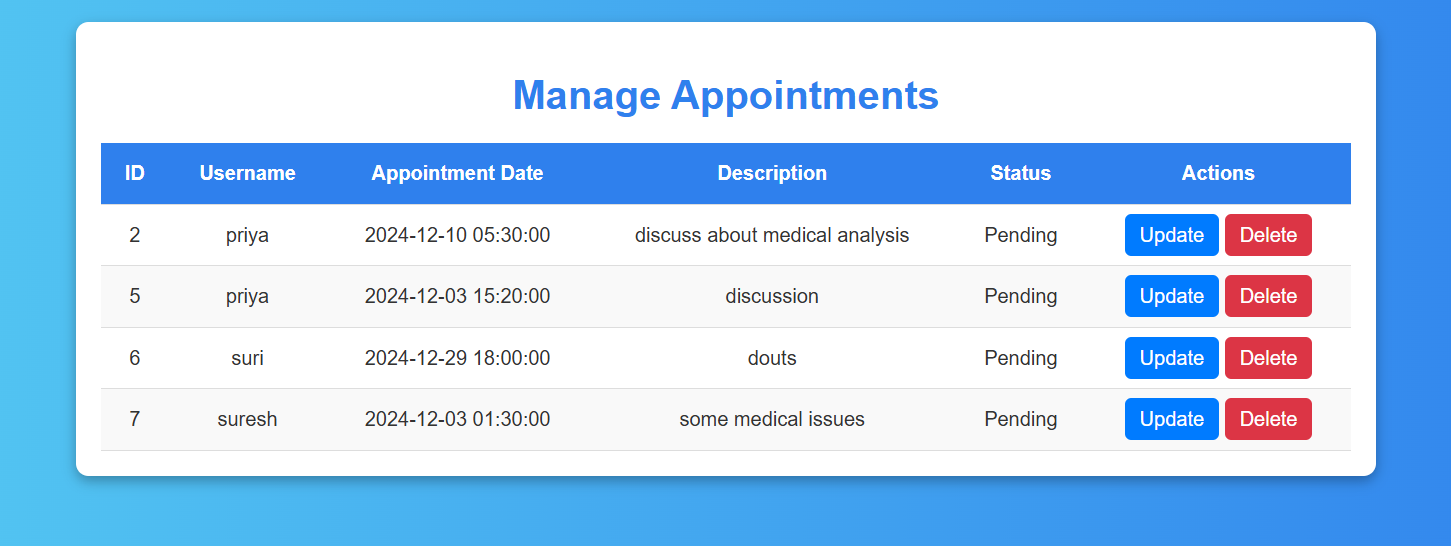 Manage Appointments
ID Username Appointment Date Description Status Actions
2 priya 2024-12-10 05:30:00 discuss about medical analysis Pending Update Delete
5 priya 2024-12-03 15:20:00 discussion Pending Update Delete
6 suri 2024-12-29 18:00:00 douts Pending Update Delete
7 suresh 2024-12-03 01:30:00 some medical issues Pending Update Delete